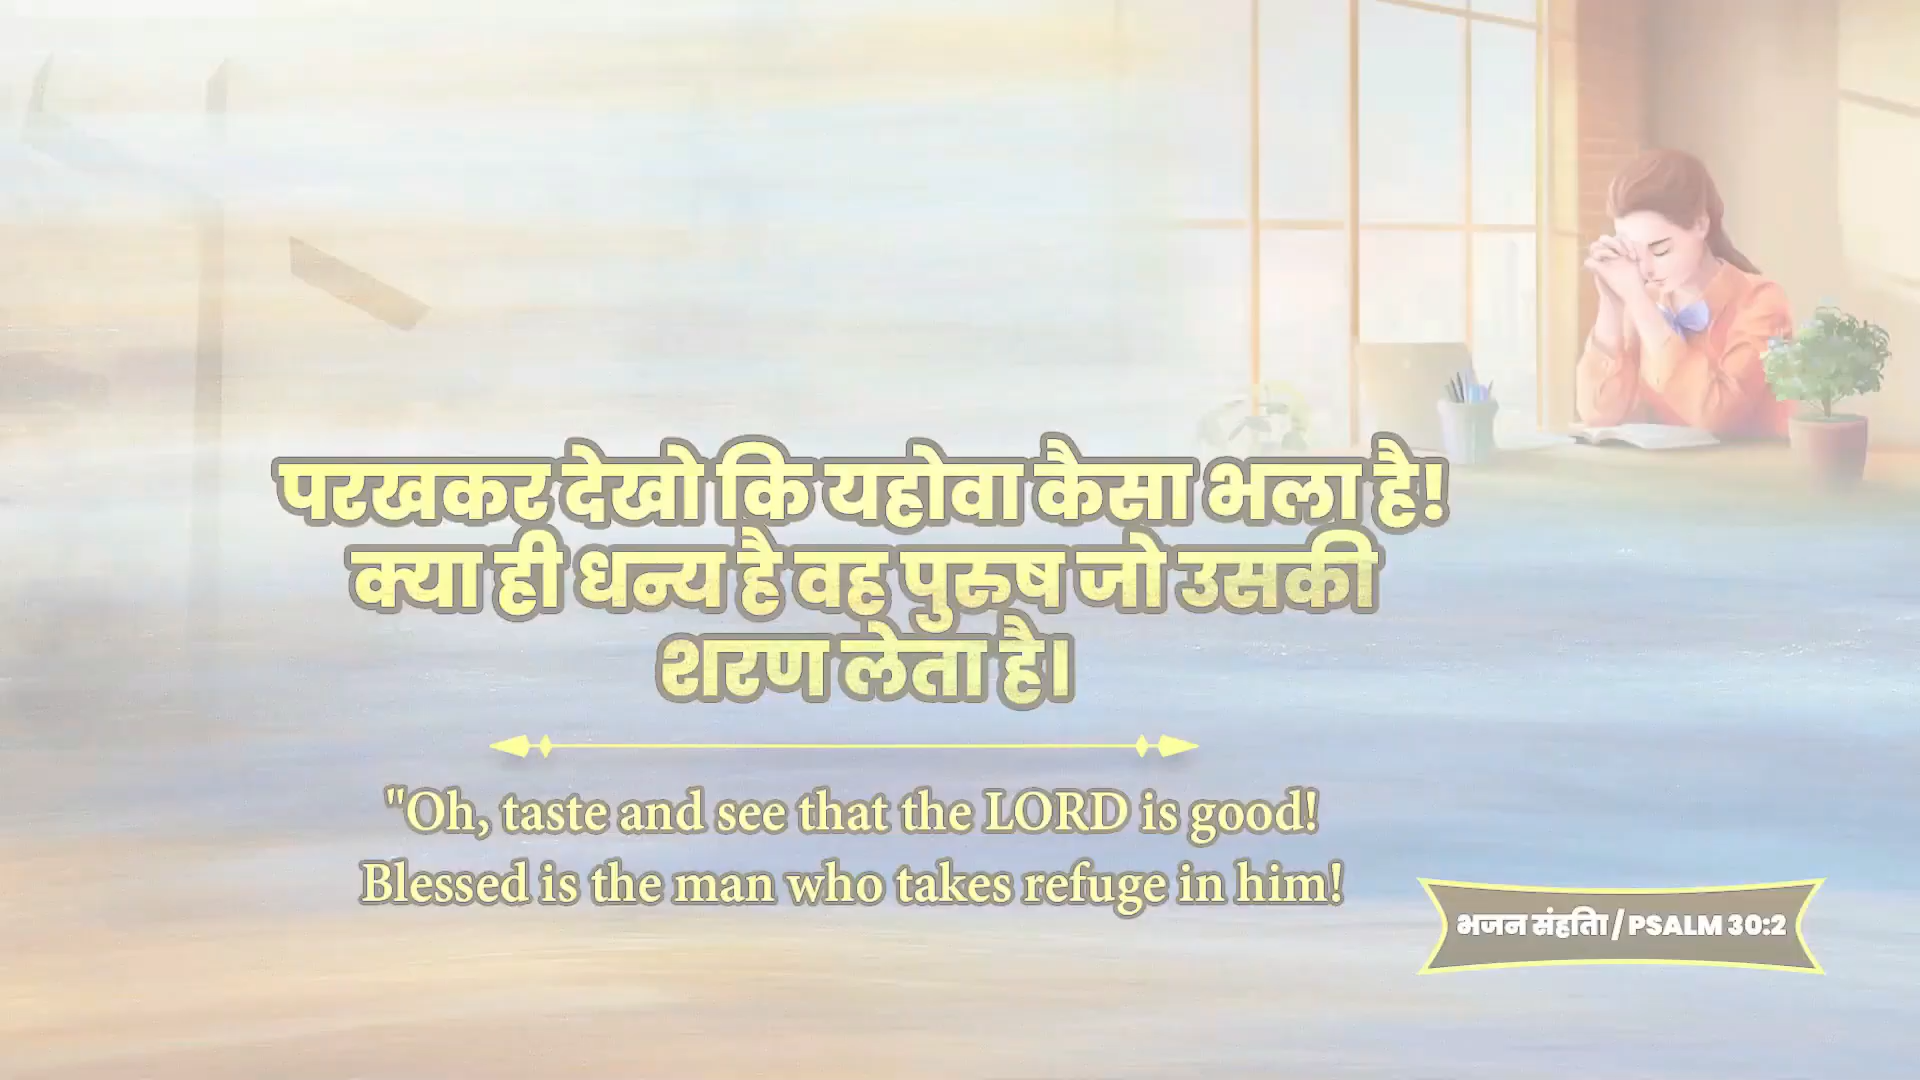 परखकर देखो कि यहोवा कैसा भला है!
क्या ही धन्य है वह पुरुष जो उसकी
शरण लेता है।
"Oh, taste and see that the LORD is good!
Blessed is the man who takes refuge in him!
भजन संहिता / PSALM 30:2